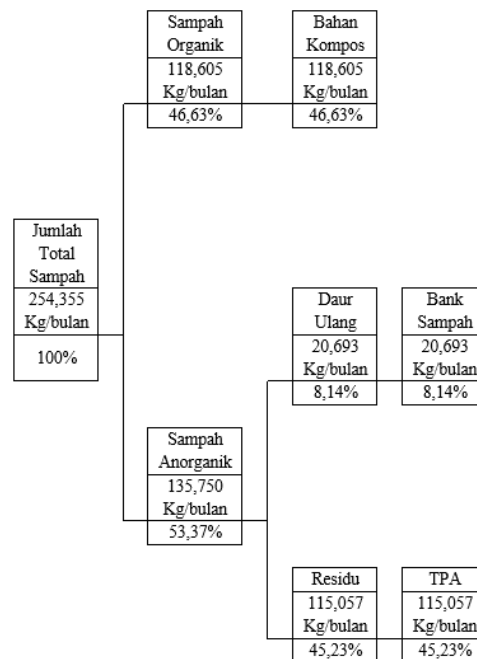 Sampah
Organik
118,605
Kg/bulan
46,63%
Bahan
Kompos
118,605
Kg/bulan
46,63%
Jumlah
Total
Sampah
254,355
Kg/bulan
100%
Daur
Ulang
20,693
Kg/bulan
8,14%
Bank
Sampah
20,693
Kg/bulan
8,14%
Sampah
Anorganik
135,750
Kg/bulan
53,37%
Residu
115,057
Kg/bulan
45,23%
TPA
115,057
Kg/bulan
45,23%